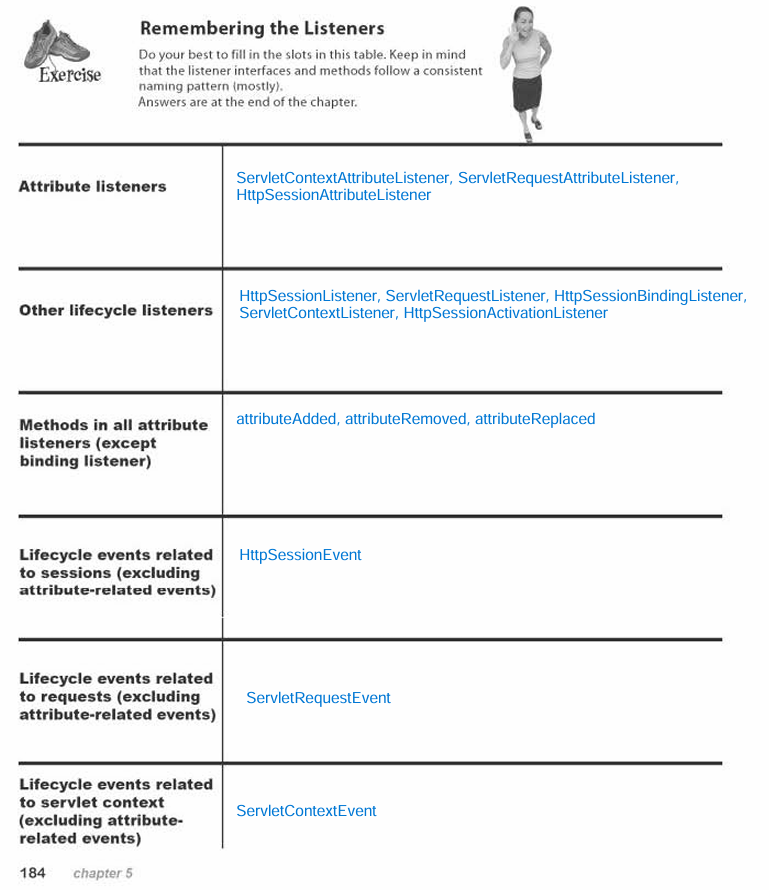 Exercise
Remembering the Listeners
Do your best to fill in the slots in this table. Keep in mind
that the listener interfaces and methods follow a consistent
naming pattern (mostly).
Answers are at the end of the chapter.
Attribute listeners
ServletContextAttributeListener, ServletRequestAttributeListener,
HttpSessionAttributeListener
Other lifecycle listeners
HttpSessionListener, ServletRequestListener, HttpSessionBindingListener,
ServletContextListener, HttpSessionActivationListener
Methods in all attribute
listeners (except
binding listener)
attributeAdded, attributeRemoved, attributeReplaced
Lifecycle events related
to sessions (excluding
attribute-related events)
HttpSessionEvent
Lifecycle events related
to requests (excluding
attribute-related events)
ServletRequestEvent
Lifecycle events related
to servlet context
(excluding attribute-
related events)
ServletContextEvent
184 chapter 5